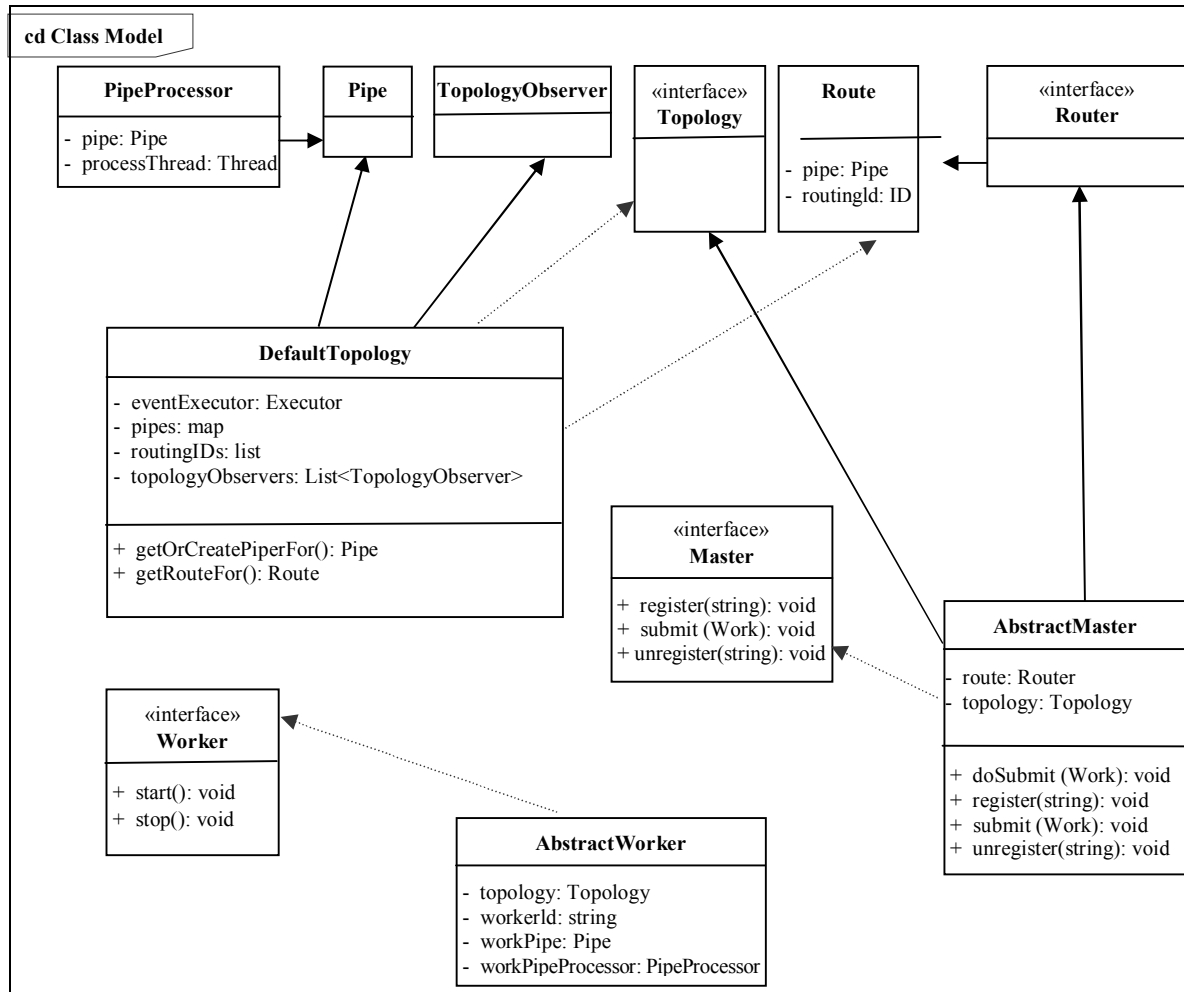 cd Class Model
PipeProcessor
- pipe: Pipe
- processThread: Thread
Pipe
TopologyObserver
«interface»
Topology
Route
- pipe: Pipe
- routingld: ID
«interface»
Router
DefaultTopology
- eventExecutor: Executor
- pipes: map
- routingIDs: list
- topologyObservers: List<TopologyObserver>
+ getOrCreatePiperFor(): Pipe
+ getRouteFor(): Route
«interface»
Master
+ register(string): void
+ submit (Work): void
+ unregister(string): void
AbstractMaster
- route: Router
- topology: Topology
+ doSubmit (Work): void
+ register(string): void
+ submit (Work): void
+ unregister(string): void
«interface»
Worker
+ start(): void
+ stop(): void
AbstractWorker
- topology: Topology
- workerld: string
- workPipe: Pipe
- workPipeProcessor: PipeProcessor